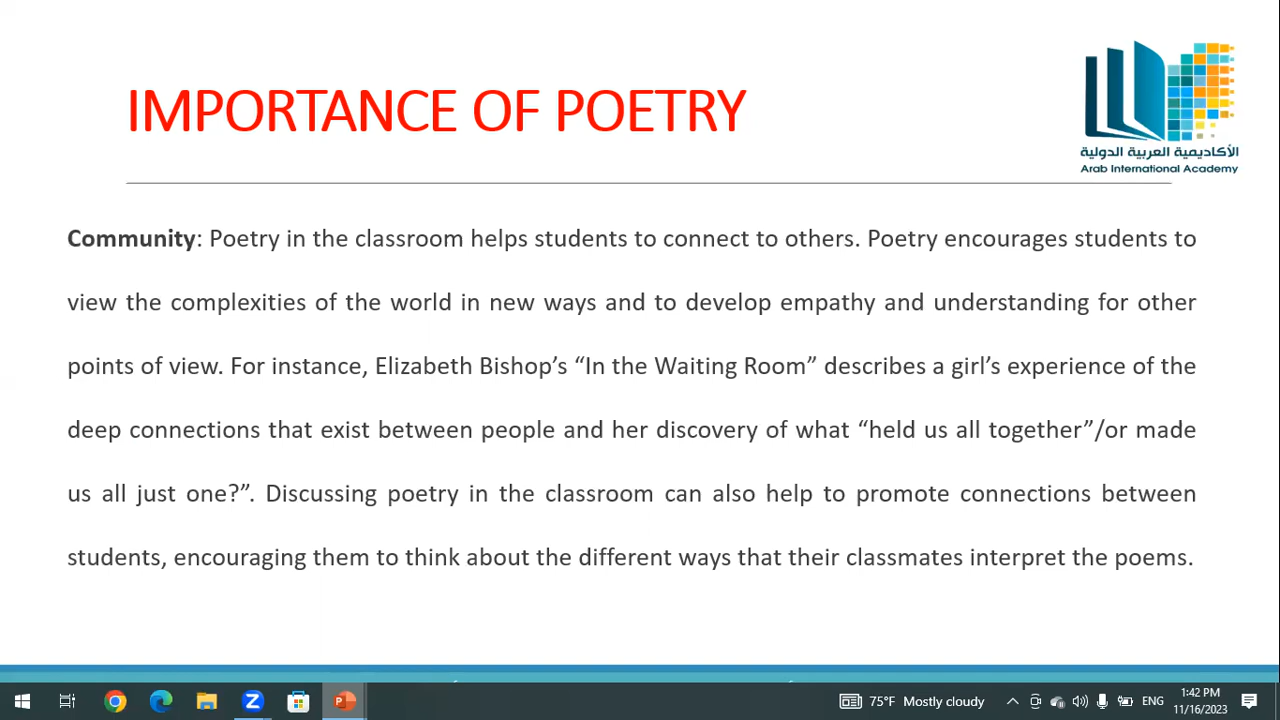 IMPORTANCE OF POETRY
الأكاديمية العربية الدولية
Arab International Academy
Community: Poetry in the classroom helps students to connect to others. Poetry encourages students to
view the complexities of the world in new ways and to develop empathy and understanding for other
points of view. For instance, Elizabeth Bishop’s “In the Waiting Room” describes a girl’s experience of the
deep connections that exist between people and her discovery of what “held us all together”/or made
us all just one?”. Discussing poetry in the classroom can also help to promote connections between
students, encouraging them to think about the different ways that their classmates interpret the poems.
75°F Mostly cloudy
ENG
1:42 PM
11/16/2023